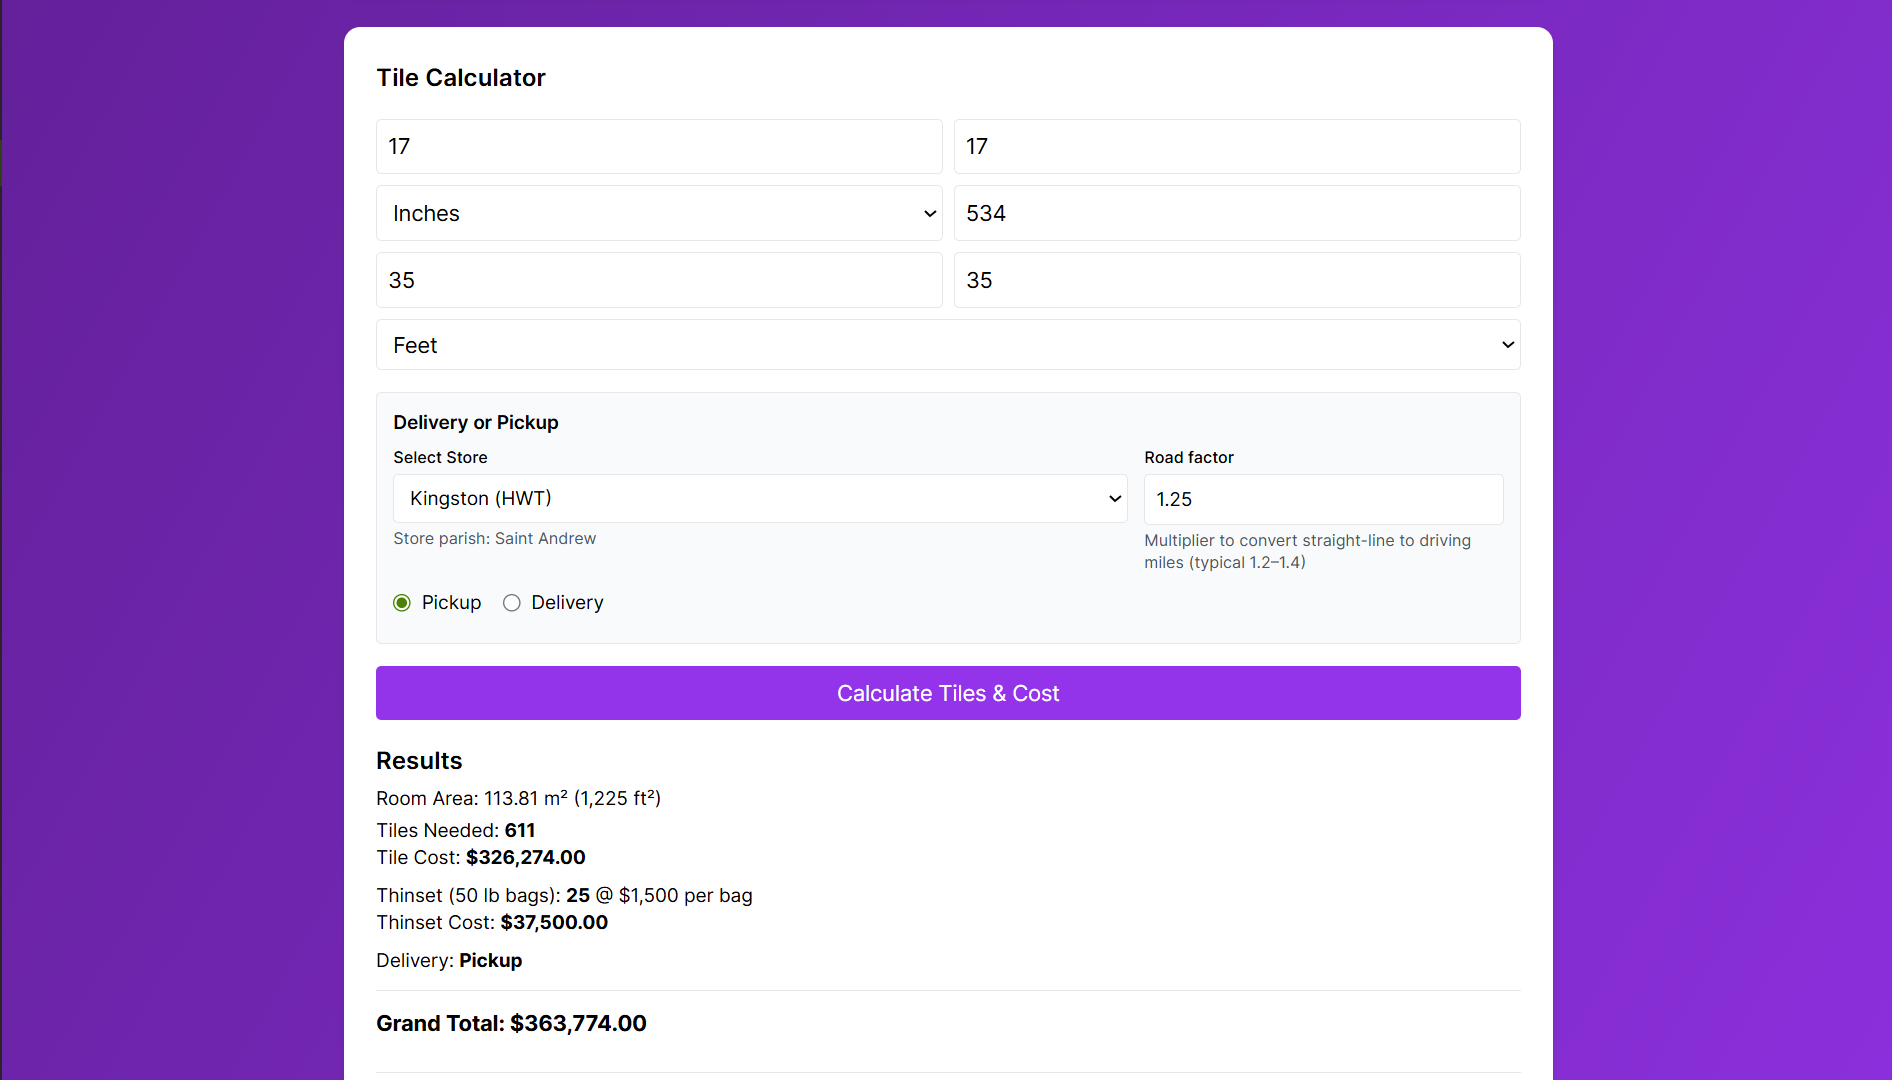 Tile Calculator
17
17
Inches
534
35
35
Feet
Delivery or Pickup
Select Store
Road factor
Kingston (HWT)
1.25
Store parish: Saint Andrew
Multiplier to convert straight-line to driving
miles (typical 1.2–1.4)
Pickup
Delivery
Calculate Tiles & Cost
Results
Room Area: 113.81 m² (1,225 ft²)
Tiles Needed: 611
Tile Cost: $326,274.00
Thinset (50 lb bags): 25 @ $1,500 per bag
Thinset Cost: $37,500.00
Delivery: Pickup
Grand Total: $363,774.00